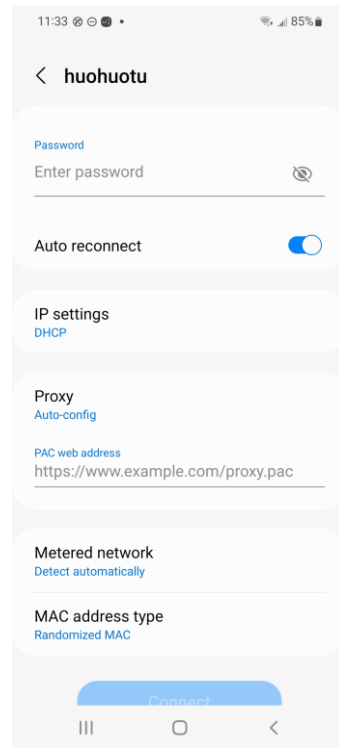 11:33
85%
huohuotu
Password
Enter password
Auto reconnect
IP settings
DHCP
Proxy
Auto-config
PAC web address
https://www.example.com/proxy.pac
Metered network
Detect automatically
MAC address type
Randomized MAC
Connect